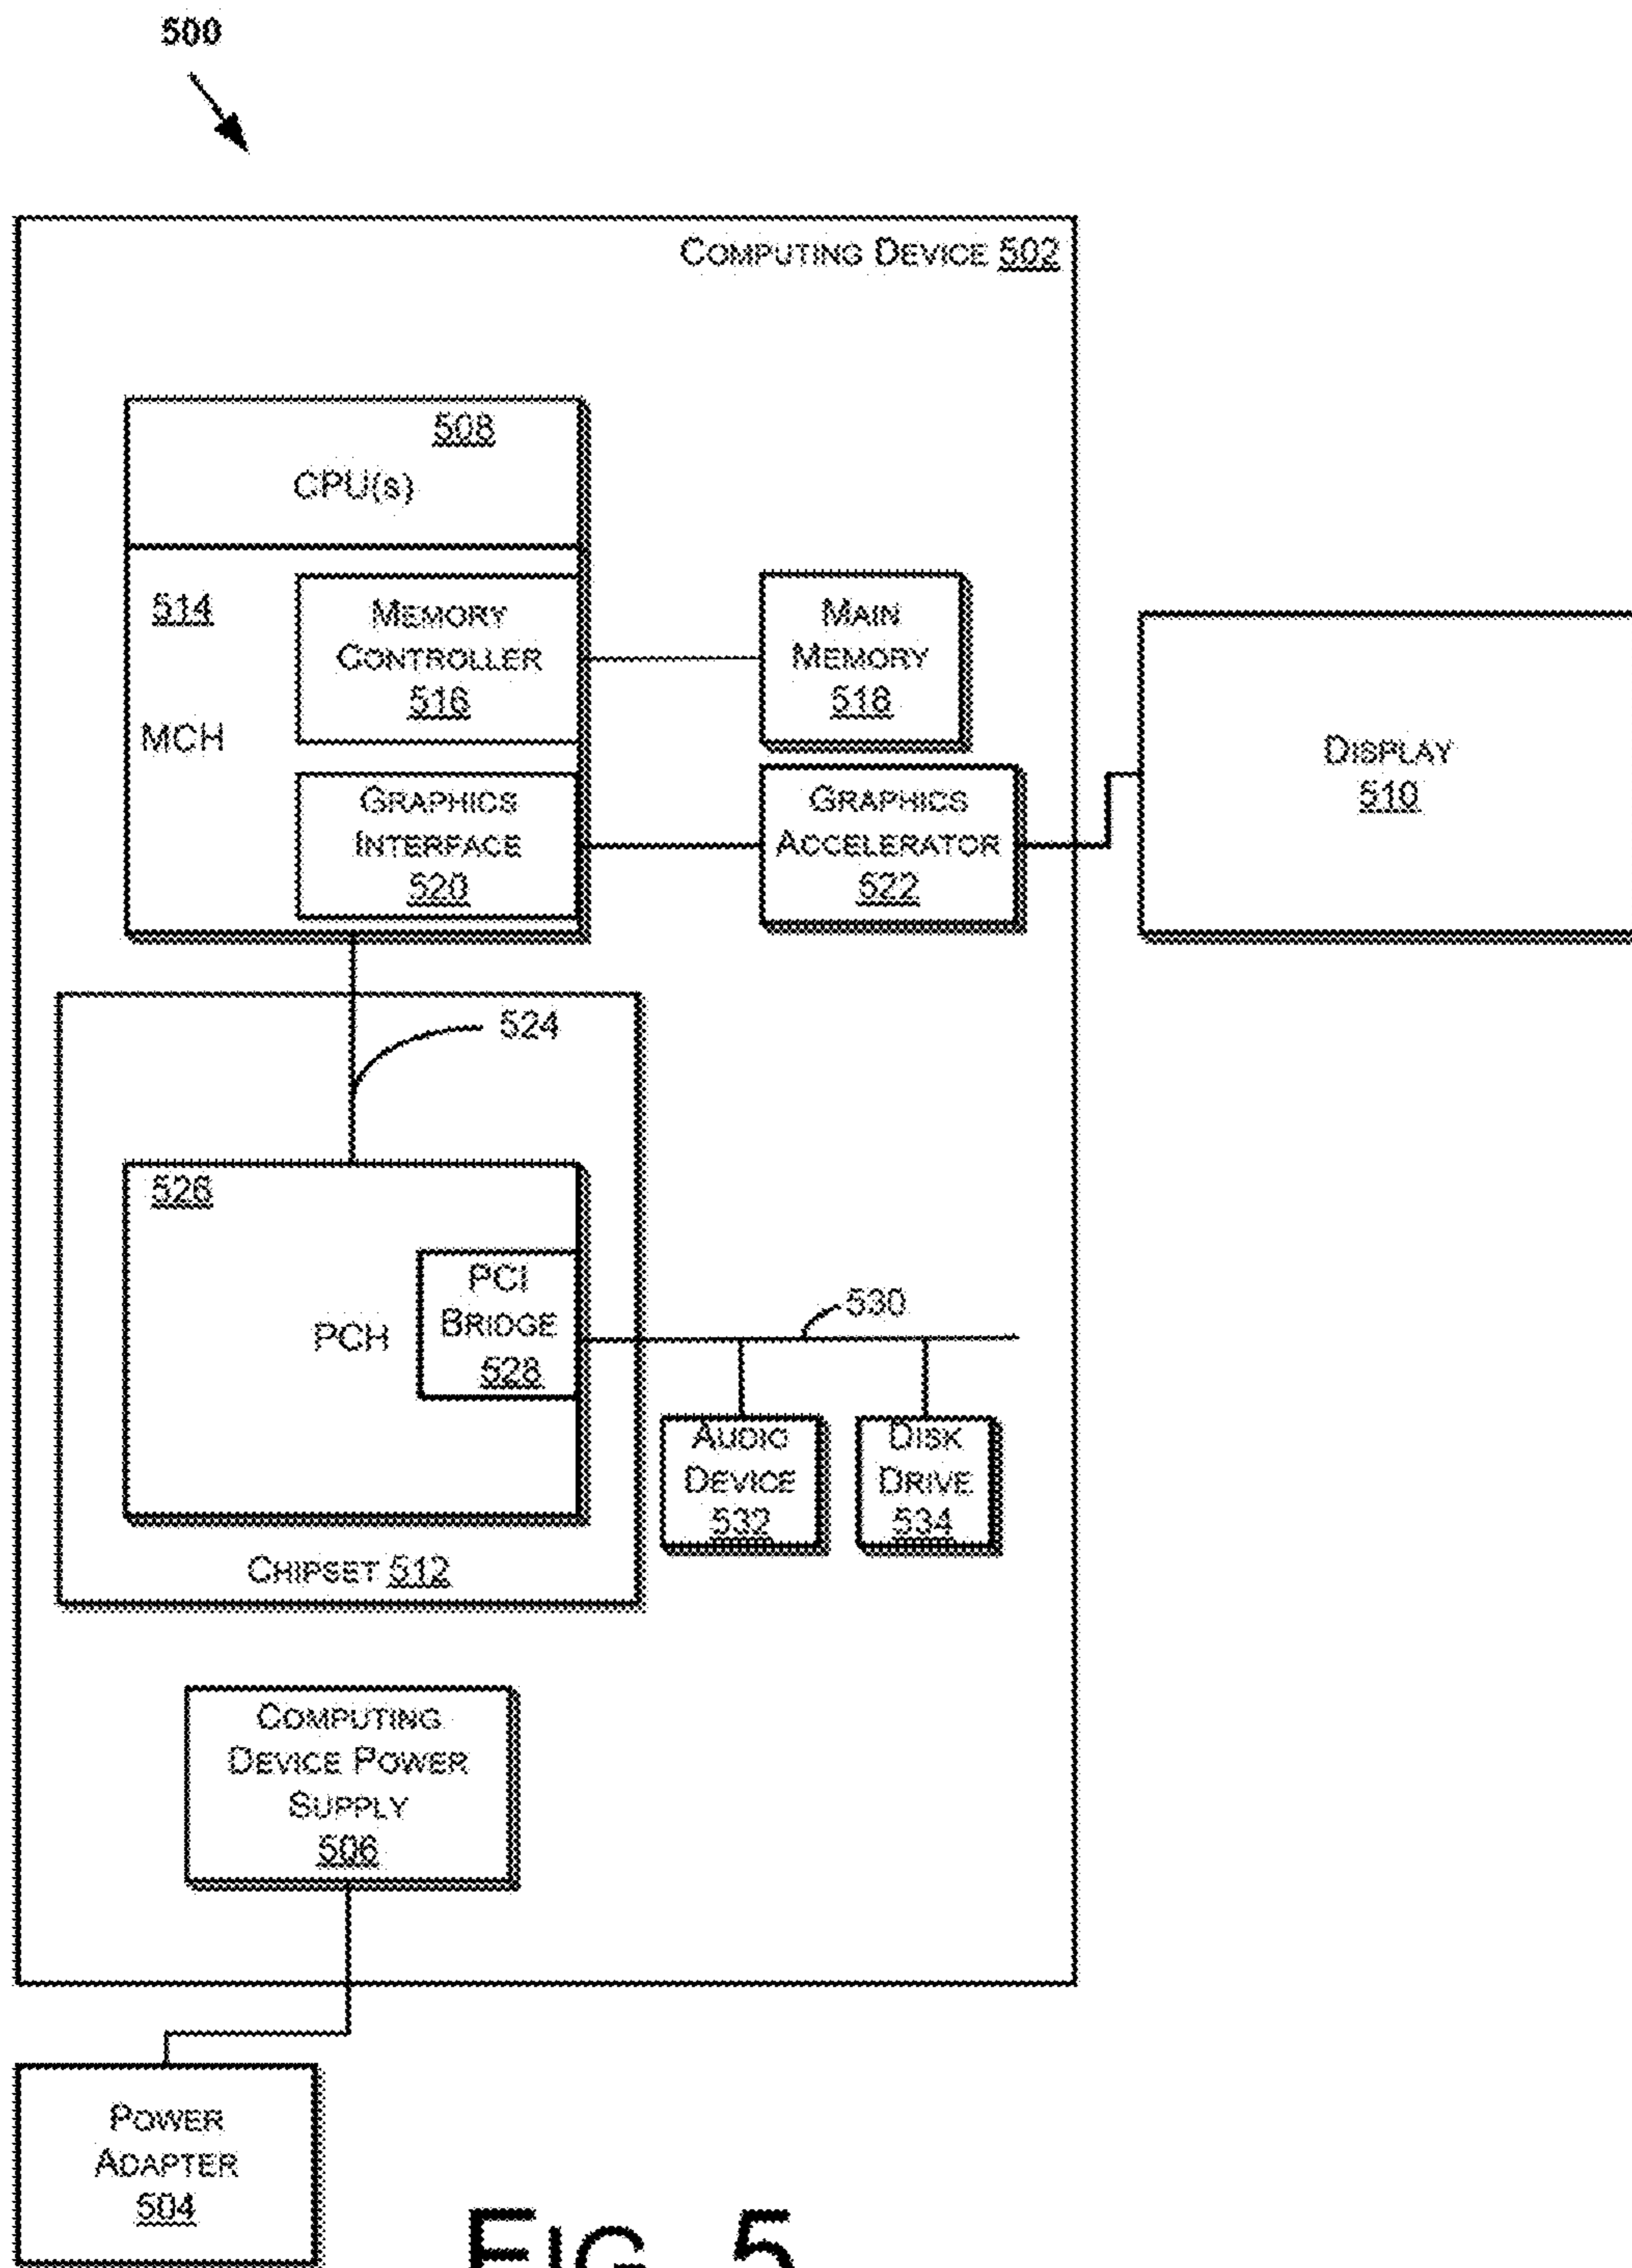 500
COMPUTING DEVICE 502
508
CPU(s)
514
MCH
MEMORY
CONTROLLER
516
MAIN
MEMORY
518
GRAPHICS
INTERFACE
520
GRAPHICS
ACCELERATOR
522
DISPLAY
510
524
526
PCH
PCI
BRIDGE
528
530
AUDIO
DEVICE
532
DISK
DRIVE
534
CHIPSET 512
COMPUTING
DEVICE POWER
SUPPLY
506
POWER
ADAPTER
504
FIG. 5